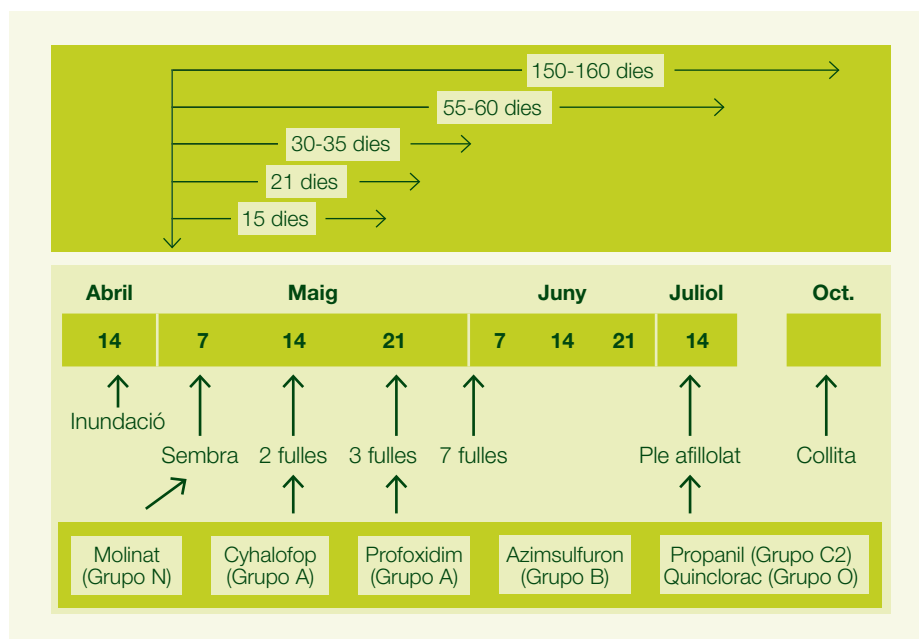 150-160 dies
55-60 dies
30-35 dies
21 dies
15 dies
Abril Maig Juny Juliol Oct.
14 7 14 21 7 14 21 14
Inundació
Sembra 2 fulles 3 fulles 7 fulles Ple afillolat Collita
Molinat Cyhalofop Profoxidim Azimsulfuron Propanil (Grupo C2)
(Grupo N) (Grupo A) (Grupo A) (Grupo B) Quinclorac (Grupo O)